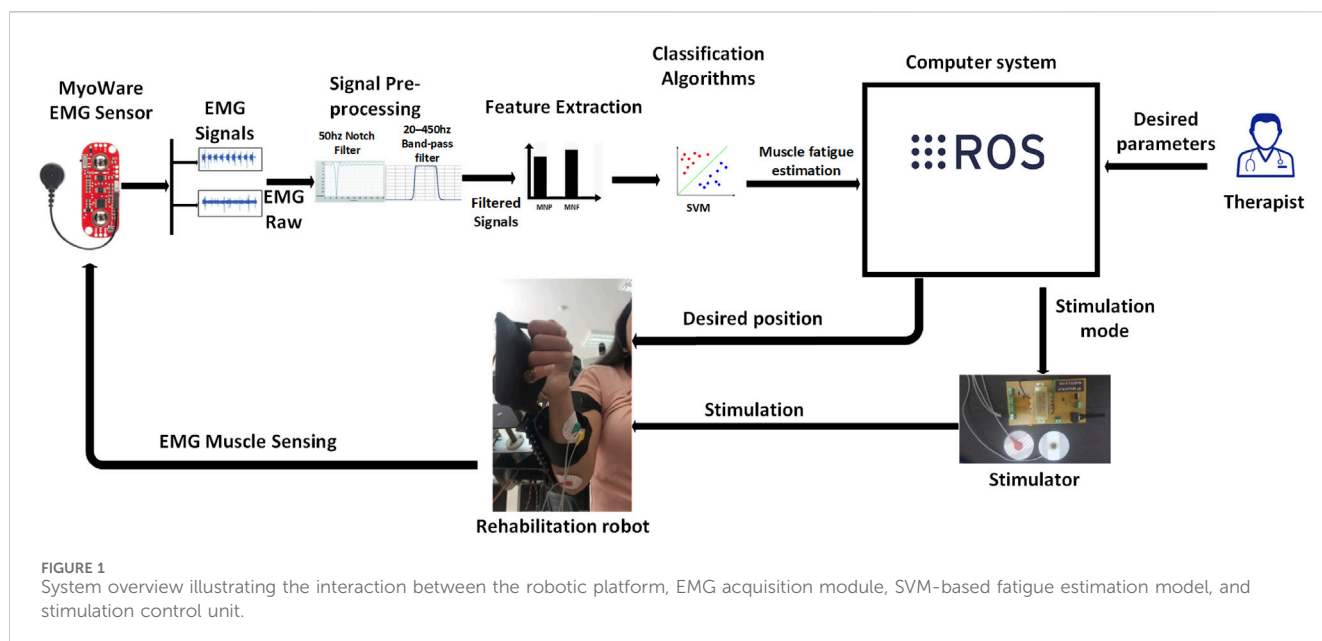 MyoWare
EMG Sensor
EMG
Signals
EMG
Raw
Signal Pre-
processing
50hz Notch
Filter
20–450hz
Band-pass
filter
Filtered
Signals
Feature Extraction
MNP MNF
Classification
Algorithms
SVM
Muscle fatigue
estimation
Computer system
ROS
Desired
parameters
Therapist
Desired position
Stimulation
mode
Stimulation
Stimulator
EMG Muscle Sensing
Rehabilitation robot
FIGURE 1
System overview illustrating the interaction between the robotic platform, EMG acquisition module, SVM-based fatigue estimation model, and
stimulation control unit.